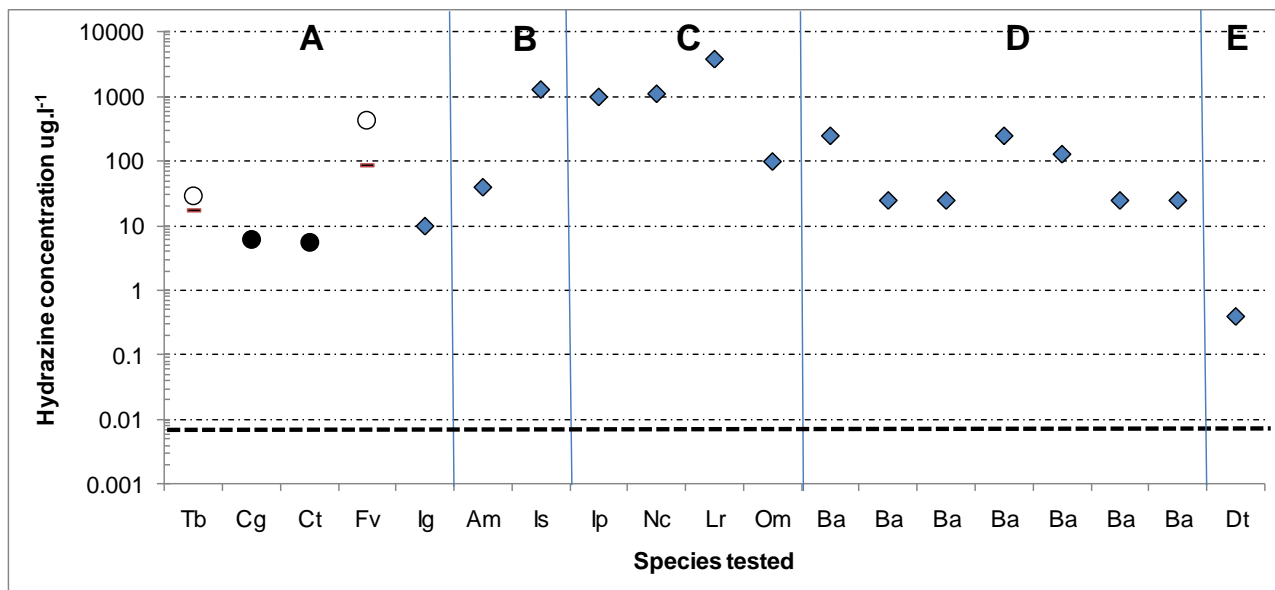 A B C D E
10000
1000
100
10
1
0.1
0.01
0.001
Hydrazine concentration ug.l⁻¹
Tb Cg Ct Fv Ig Am Is Ip Nc Lr Om Ba Ba Ba Ba Ba Ba Ba Dt
Species tested